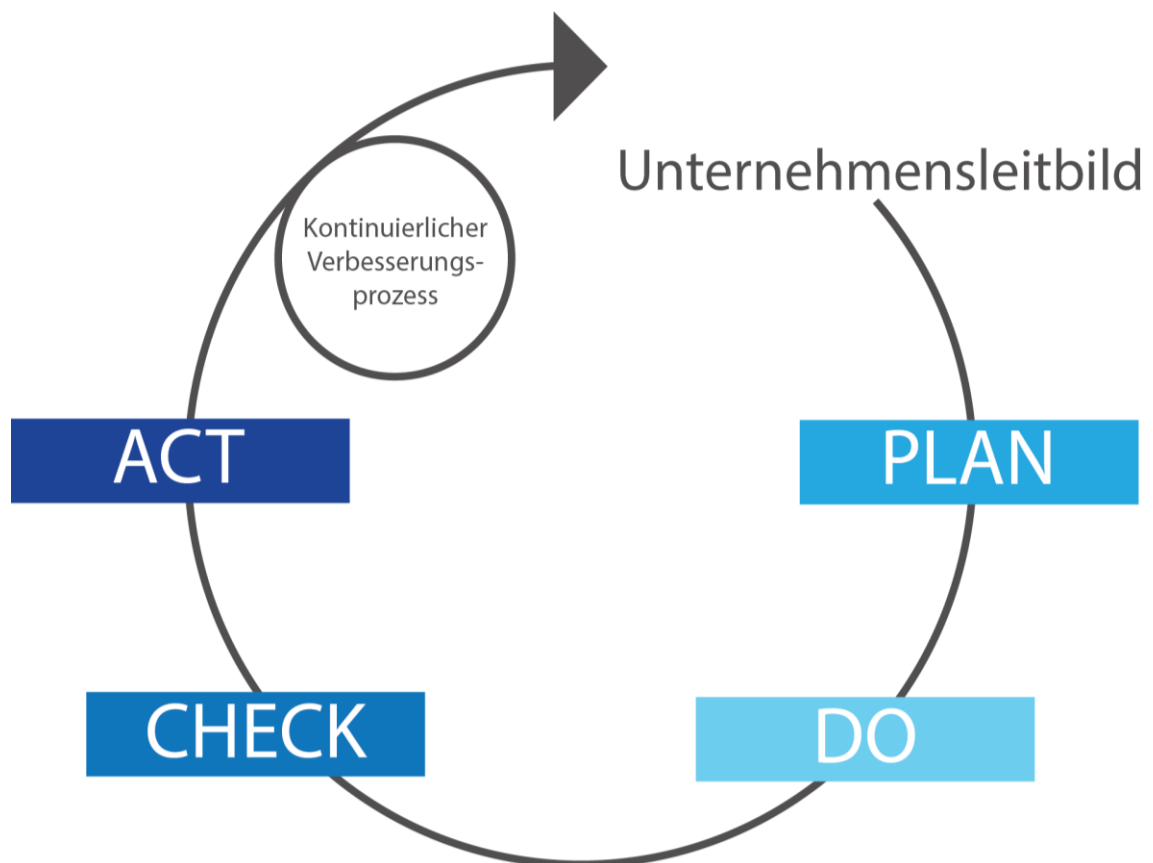 Unternehmensleitbild
Kontinuierlicher
Verbesserungs-
prozess
ACT
PLAN
CHECK
DO